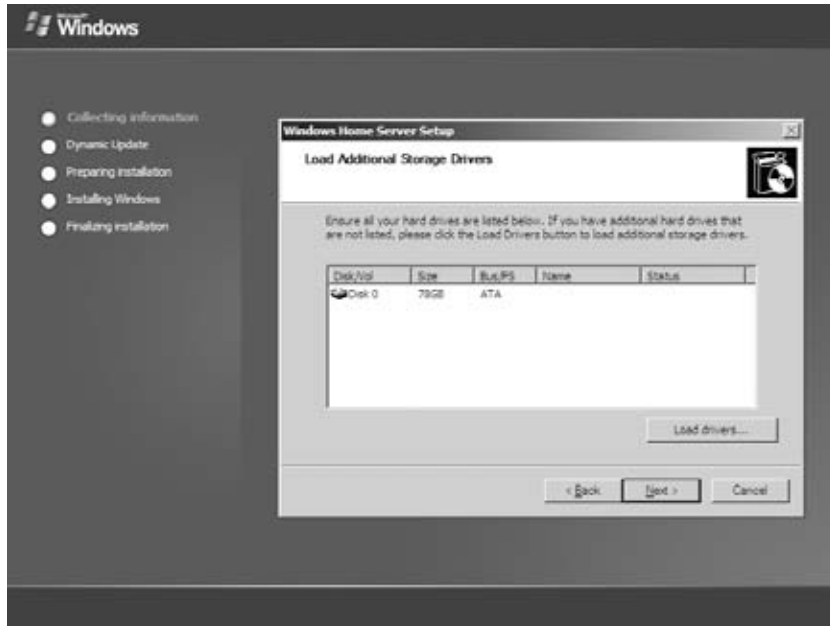 Microsoft
Windows
Collecting information
Dynamic Update
Preparing installation
Installing Windows
Finalizing installation
Windows Home Server Setup
Load Additional Storage Drivers
Ensure all your hard drives are listed below. If you have additional hard drives that
are not listed, please click the Load Drivers button to load additional storage drivers.
Disk/Vol Size Bus/FS Name Status
Disk 0 ATA
Load drivers...
< Back Next > Cancel